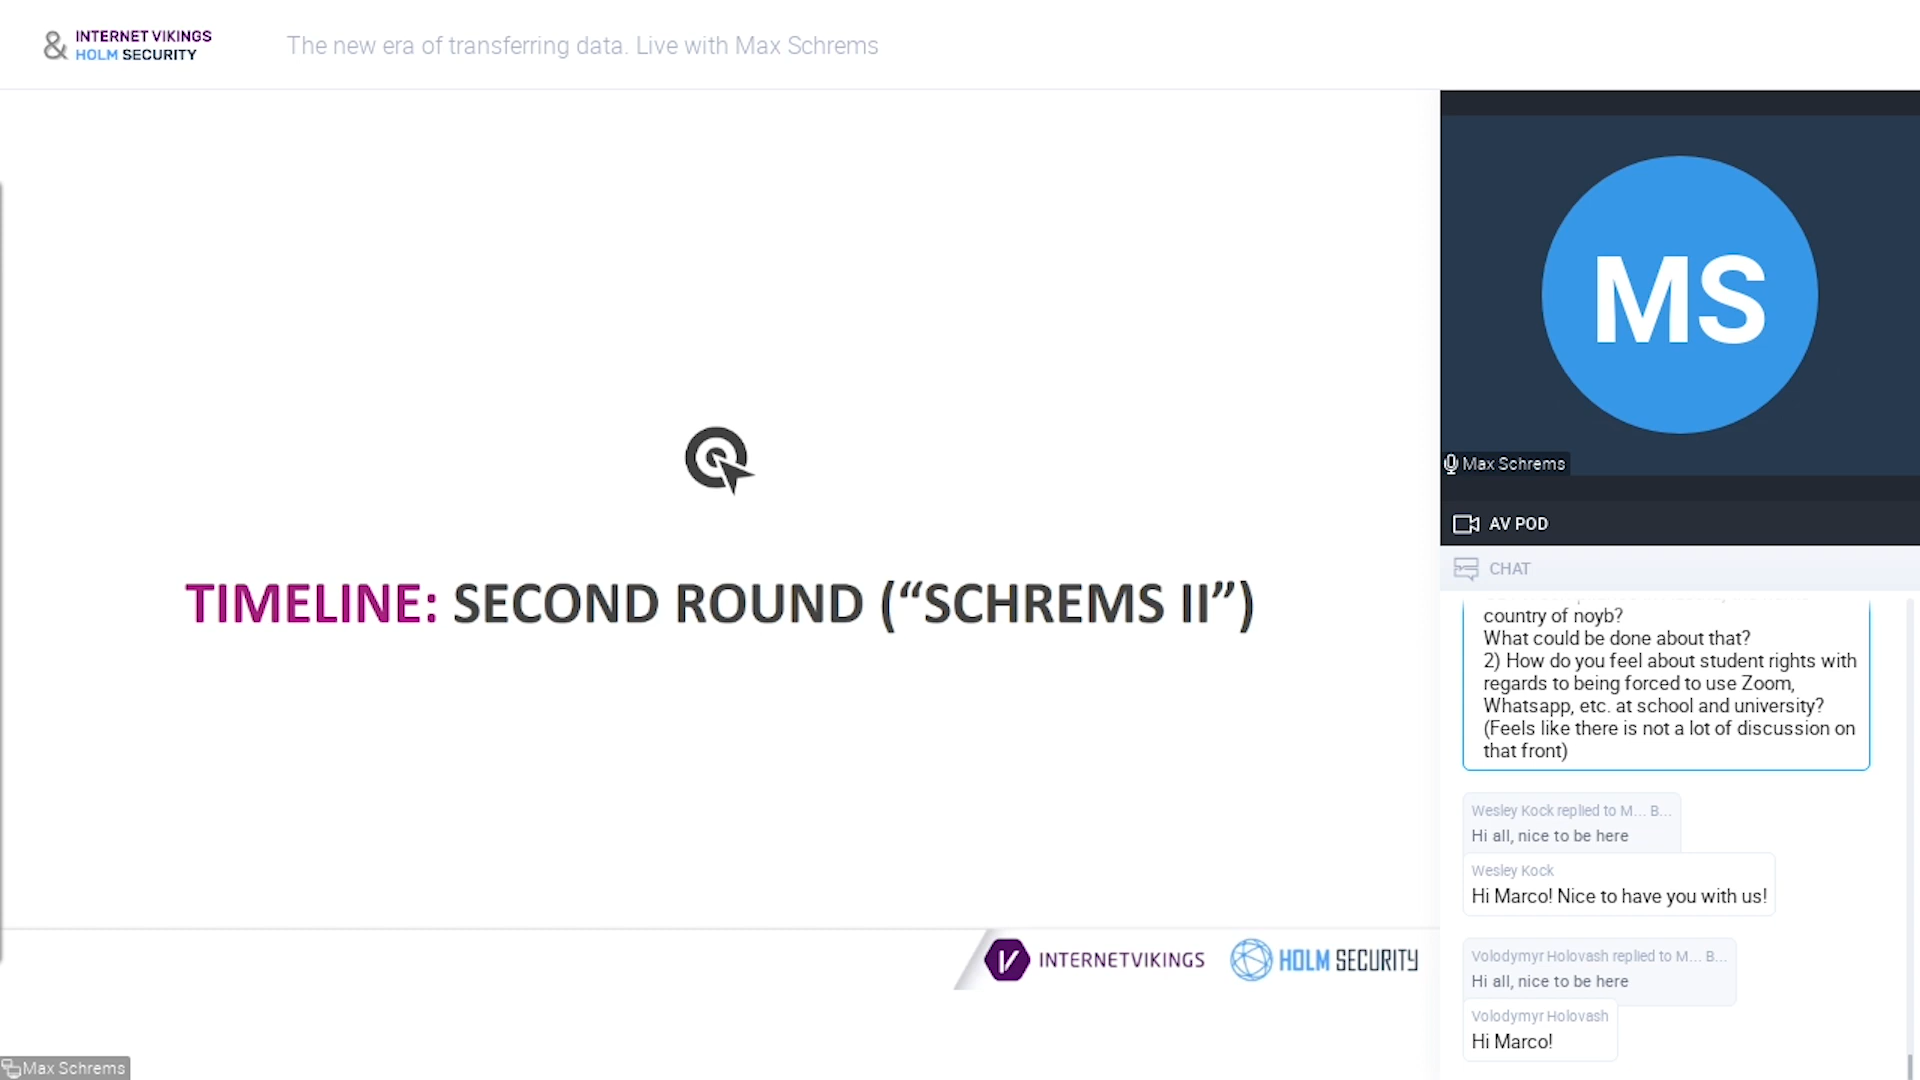 & INTERNET VIKINGS
HOLM SECURITY
The new era of transferring data. Live with Max Schrems
TIMELINE: SECOND ROUND (“SCHREMS II”)
INTERNETVIKINGS
HOLM SECURITY
Max Schrems
MS
Max Schrems
AV POD
CHAT
country of noyb?
What could be done about that?
2) How do you feel about student rights with
regards to being forced to use Zoom,
Whatsapp, etc. at school and university?
(Feels like there is not a lot of discussion on
that front)
Wesley Kock replied to M... B...
Hi all, nice to be here
Wesley Kock
Hi Marco! Nice to have you with us!
Volodymyr Holovash replied to M... B...
Hi all, nice to be here
Volodymyr Holovash
Hi Marco!